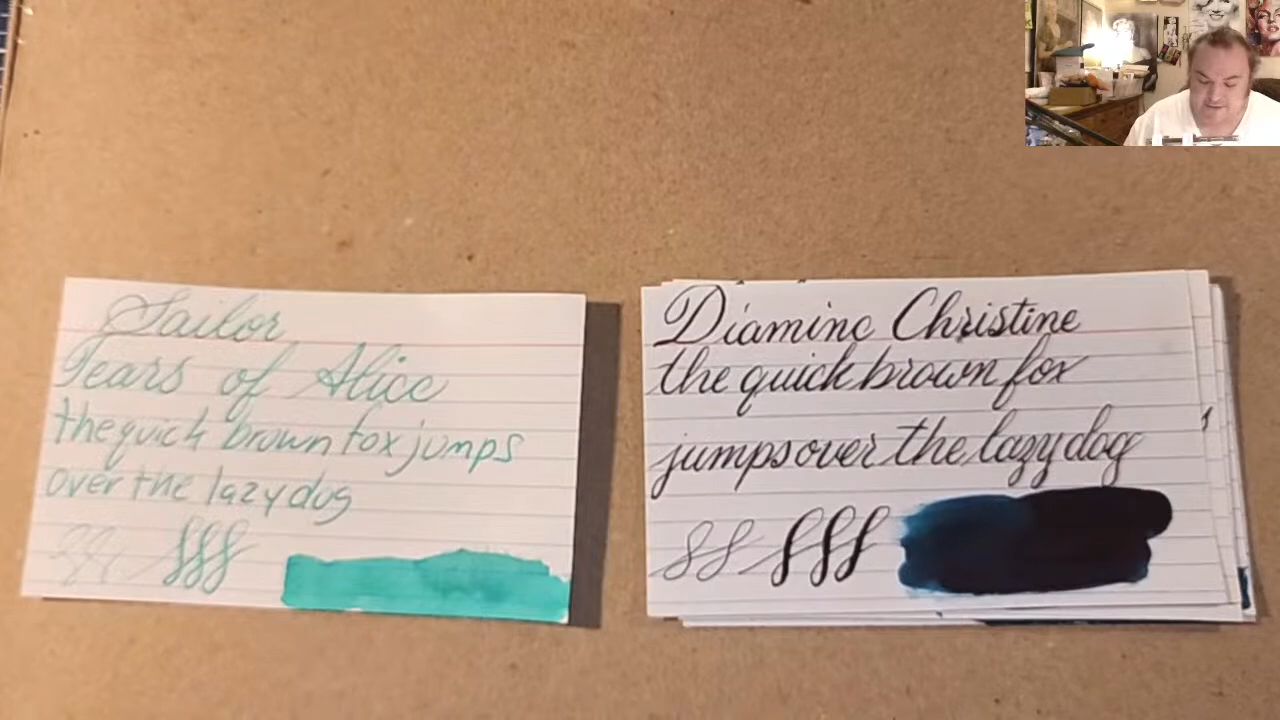 Sailor
Tears of Alice
the quick brown fox jumps
over the lazy dog
Diamine Christine
the quick brown fox
jumps over the lazy dog